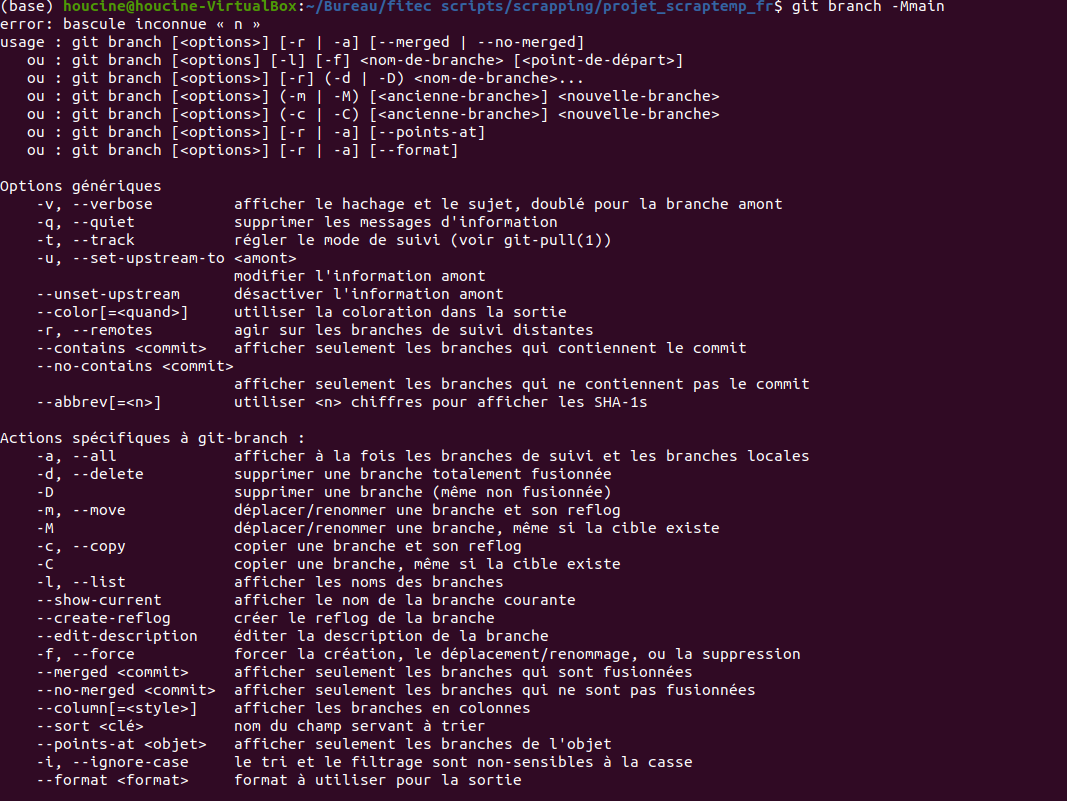 (base) houcine@houcine-VirtualBox:~/Bureau/fitec scripts/scrapping/projet_scraptemp_fr$ git branch -Mmain
error: bascule inconnue « n »
usage : git branch [<options>] [-r | -a] [--merged | --no-merged]
   ou : git branch [<options] [-l] [-f] <nom-de-branche> [<point-de-départ>]
   ou : git branch [<options>] [-r] (-d | -D) <nom-de-branche>...
   ou : git branch [<options>] (-m | -M) [<ancienne-branche>] <nouvelle-branche>
   ou : git branch [<options>] (-c | -C) [<ancienne-branche>] <nouvelle-branche>
   ou : git branch [<options>] [-r | -a] [--points-at]
   ou : git branch [<options>] [-r | -a] [--format]

Options génériques
    -v, --verbose         afficher le hachage et le sujet, doublé pour la branche amont
    -q, --quiet           supprimer les messages d'information
    -t, --track           régler le mode de suivi (voir git-pull(1))
    -u, --set-upstream-to <amont>
                          modifier l'information amont
    --unset-upstream      désactiver l'information amont
    --color[=<quand>]     utiliser la coloration dans la sortie
    -r, --remotes         agir sur les branches de suivi distantes
    --contains <commit>   afficher seulement les branches qui contiennent le commit
    --no-contains <commit>
                          afficher seulement les branches qui ne contiennent pas le commit
    --abbrev[=<n>]        utiliser <n> chiffres pour afficher les SHA-1s

Actions spécifiques à git-branch :
    -a, --all             afficher à la fois les branches de suivi et les branches locales
    -d, --delete          supprimer une branche totalement fusionnée
    -D                    supprimer une branche (même non fusionnée)
    -m, --move            déplacer/renommer une branche et son reflog
    -M                    déplacer/renommer une branche, même si la cible existe
    -c, --copy            copier une branche et son reflog
    -C                    copier une branche, même si la cible existe
    -l, --list            afficher les noms des branches
    --show-current        afficher le nom de la branche courante
    --create-reflog       créer le reflog de la branche
    --edit-description    éditer la description de la branche
    -f, --force           forcer la création, le déplacement/renommage, ou la suppression
    --merged <commit>     afficher seulement les branches qui sont fusionnées
    --no-merged <commit>  afficher seulement les branches qui ne sont pas fusionnées
    --column[=<style>]    afficher les branches en colonnes
    --sort <clé>          nom du champ servant à trier
    --points-at <objet>   afficher seulement les branches de l'objet
    -i, --ignore-case     le tri et le filtrage sont non-sensibles à la casse
    --format <format>     format à utiliser pour la sortie